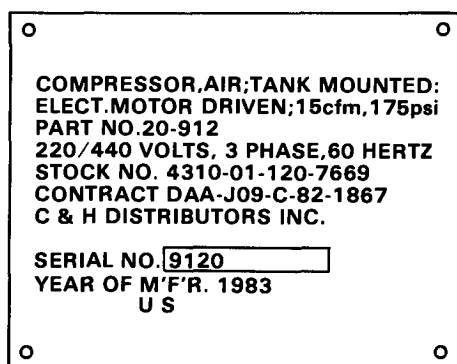 COMPRESSOR,AIR;TANK MOUNTED:
ELECT.MOTOR DRIVEN;15cfm,175psi
PART NO.20-912
220/440 VOLTS, 3 PHASE,60 HERTZ
STOCK NO. 4310-01-120-7669
CONTRACT DAA-J09-C-82-1867
C & H DISTRIBUTORS INC.
SERIAL NO. 9120
YEAR OF M'F'R. 1983
U S